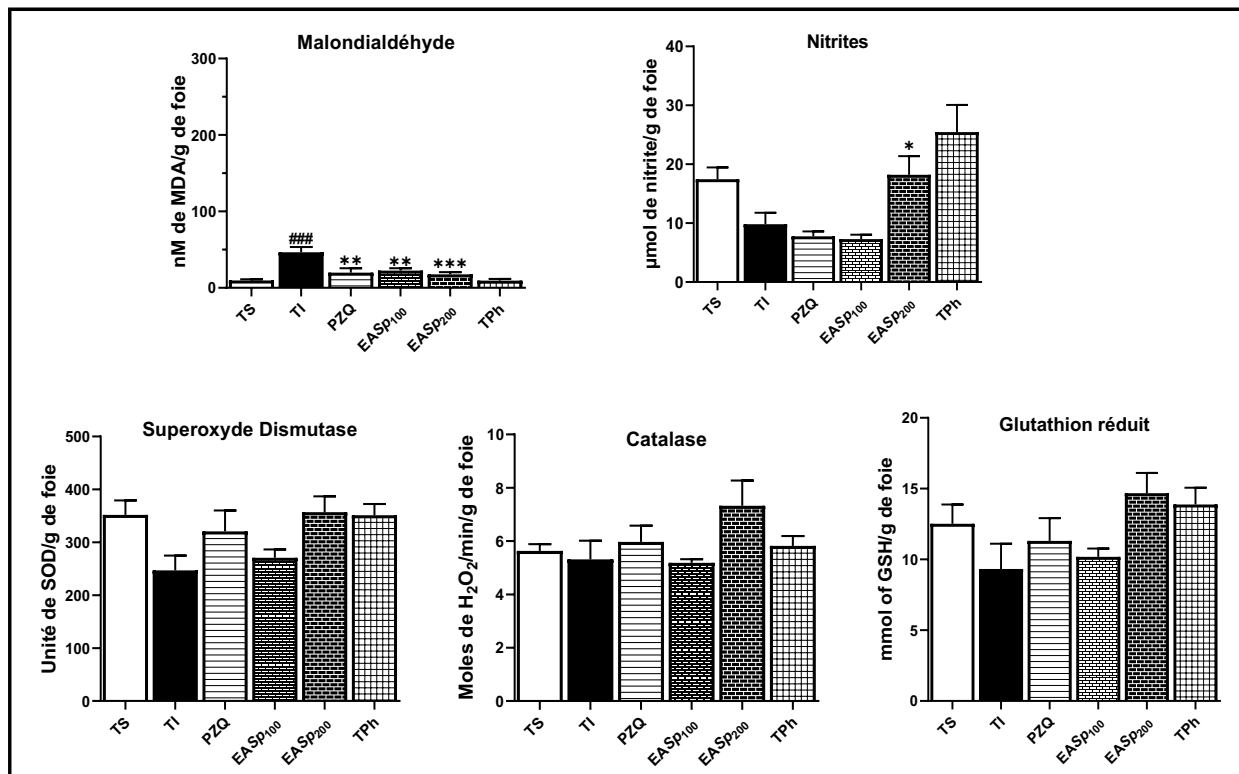 Malondialdéhyde
nM de MDA/g de foie
300
200
100
0
###
**
**
***
TS
TI
PZQ
EASp100
EASp200
TPh
Nitrites
µmol de nitrite/g de foie
40
30
20
10
0
*
TS
TI
PZQ
EASp100
EASp200
TPh
Superoxyde Dismutase
Unité de SOD/g de foie
500
400
300
200
100
0
TS
TI
PZQ
EASp100
EASp200
TPh
Catalase
Moles de H2O2/min/g de foie
10
8
6
4
2
0
TS
TI
PZQ
EASp100
EASp200
TPh
Glutathion réduit
mmol of GSH/g de foie
20
15
10
5
0
TS
TI
PZQ
EASp100
EASp200
TPh